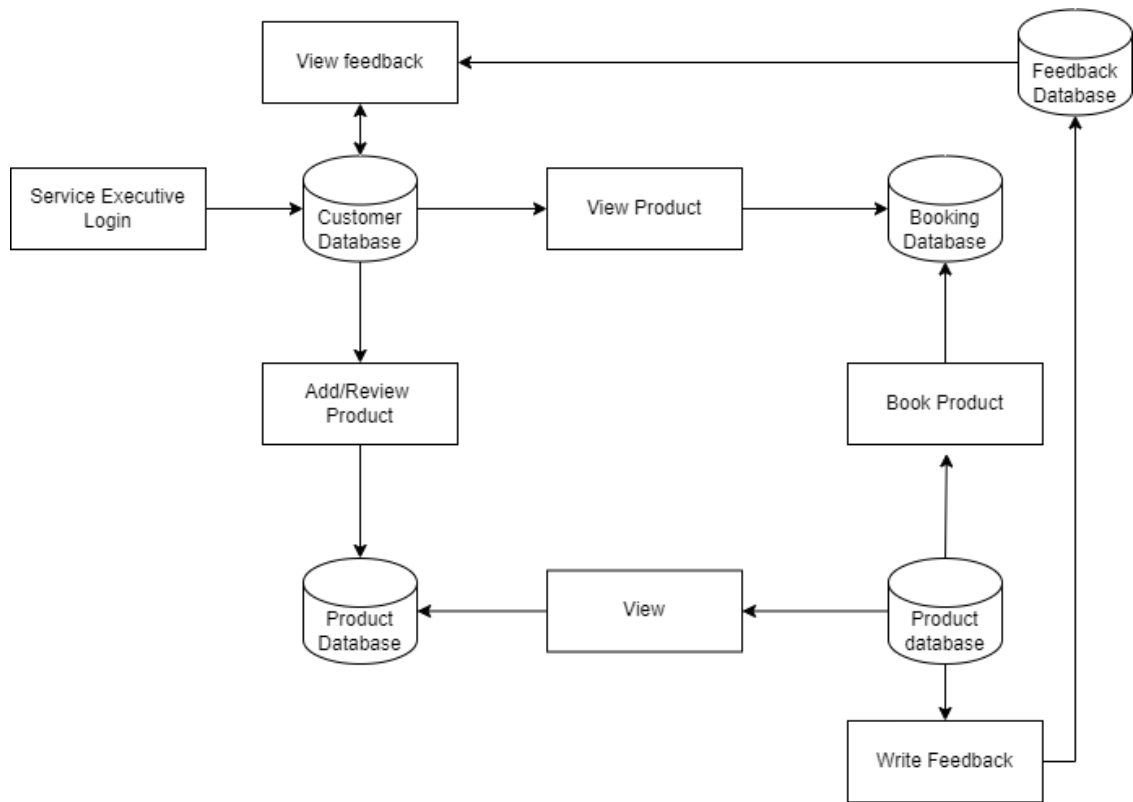 View feedback
Feedback
Database
Service Executive
Login
Customer
Database
View Product
Booking
Database
Add/Review
Product
Book Product
Product
Database
View
Product
database
Write Feedback